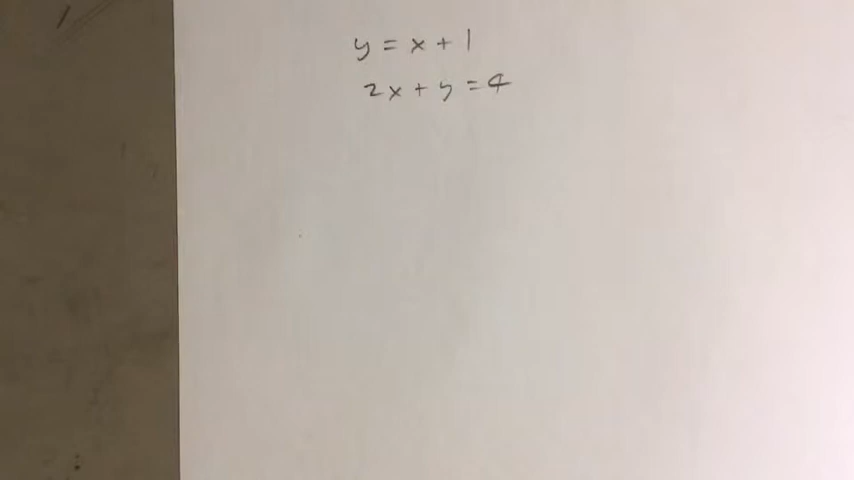 y = x + 1
2x + y = 4